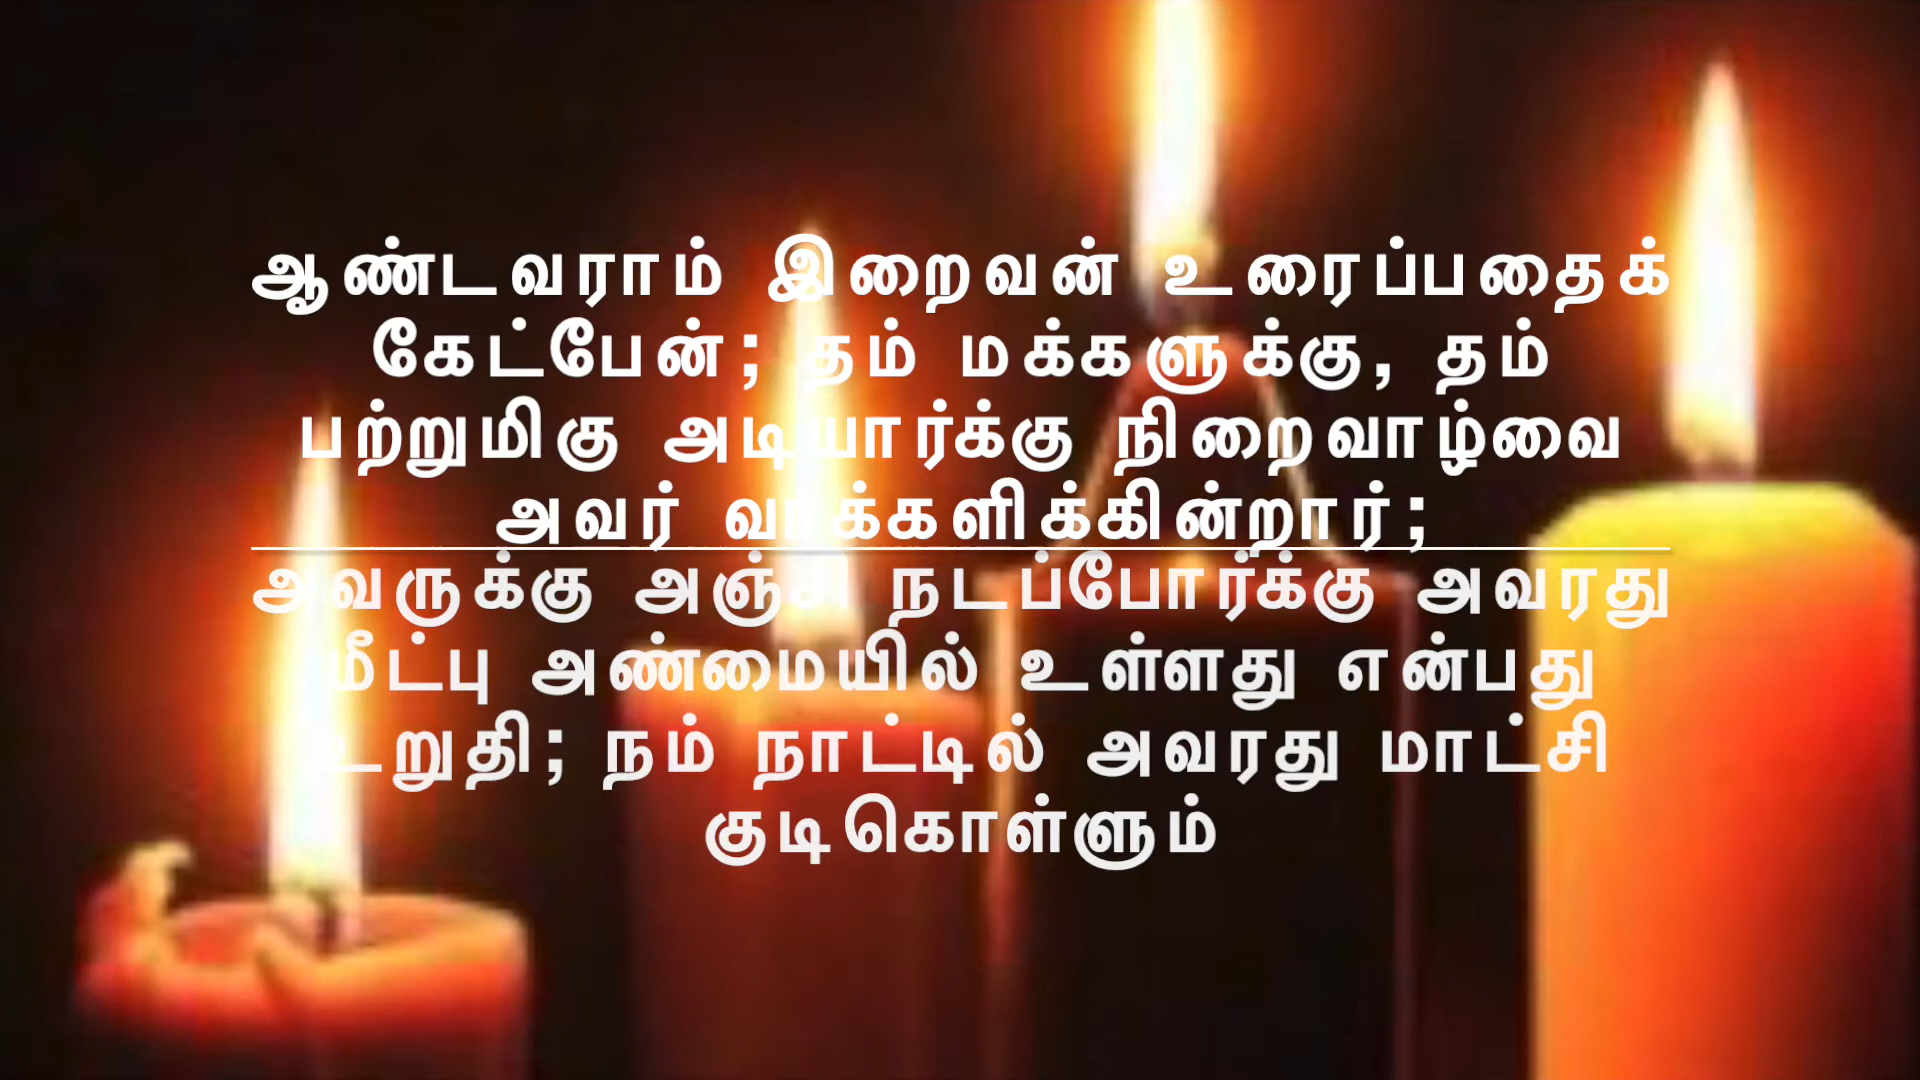 ஆண்டவராம் இறைவன் உரைப்பதைக்
கேட்பேன்; தம் மக்களுக்கு, தம்
பற்றுமிகு அடியார்க்கு நிறைவாழ்வை
அவர் வாக்களிக்கின்றார்;
அவருக்கு அஞ்சி நடப்போர்க்கு அவரது
மீட்பு அண்மையில் உள்ளது என்பது
உறுதி; நம் நாட்டில் அவரது மாட்சி
குடிகொள்ளும்